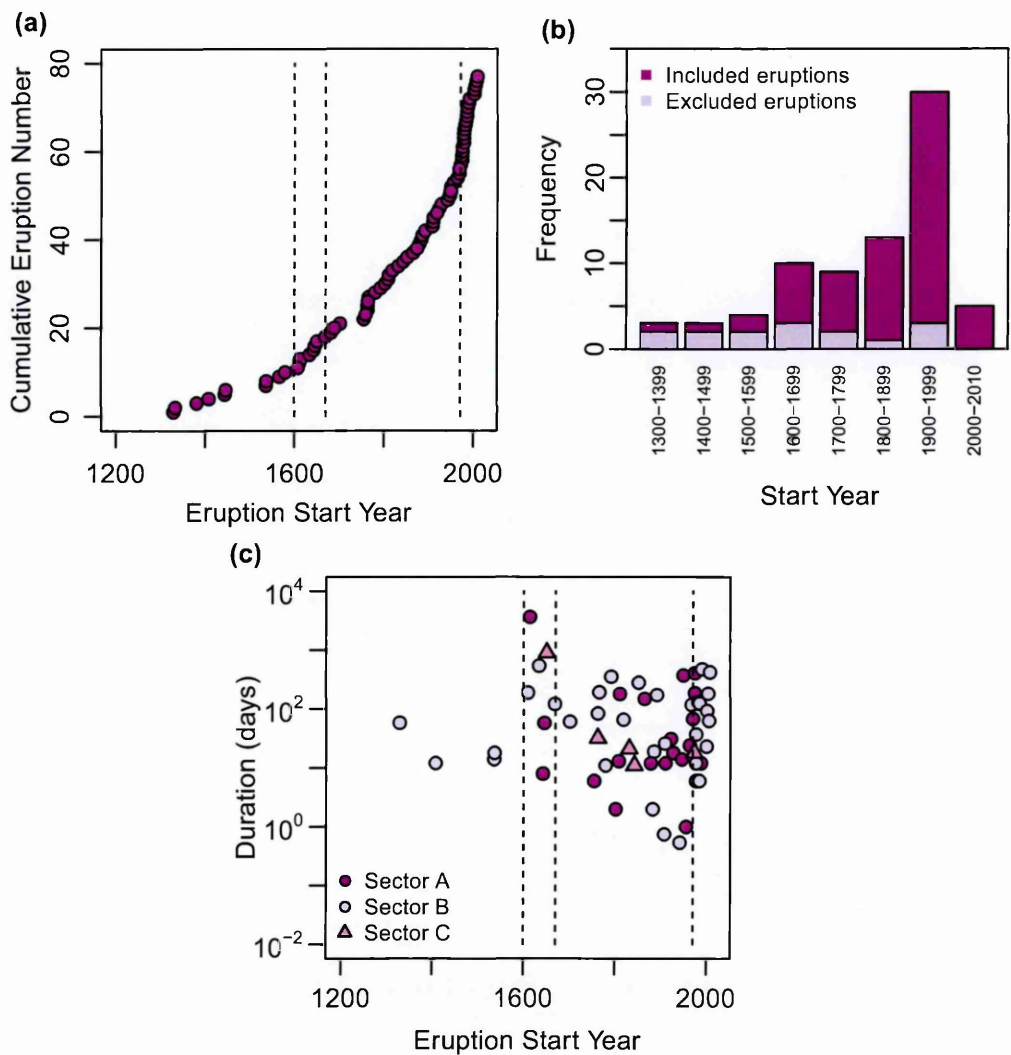 (a)
Cumulative Eruption Number
80
60
40
20
0
1200
1600
2000
Eruption Start Year
(b)
Included eruptions
Excluded eruptions
Frequency
30
20
10
0
1300−1399
1400−1499
1500−1599
1600−1699
1700−1799
1800−1899
1900−1999
2000−2010
Start Year
(c)
Duration (days)
10⁴
10²
10⁰
10⁻²
Sector A
Sector B
Sector C
1200
1600
2000
Eruption Start Year